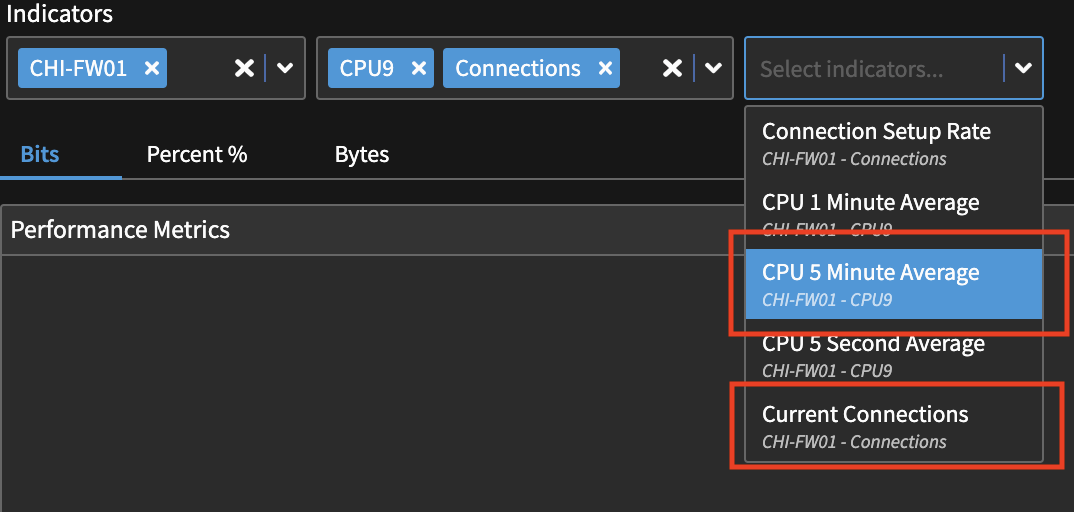 Indicators
CHI-FW01
CPU9
Connections
Select indicators...
Connection Setup Rate
CHI-FW01 - Connections
Bits
Percent %
Bytes
CPU 1 Minute Average
CHI-FW01 - CPU9
Performance Metrics
CPU 5 Minute Average
CHI-FW01 - CPU9
CPU 5 Second Average
CHI-FW01 - CPU9
Current Connections
CHI-FW01 - Connections